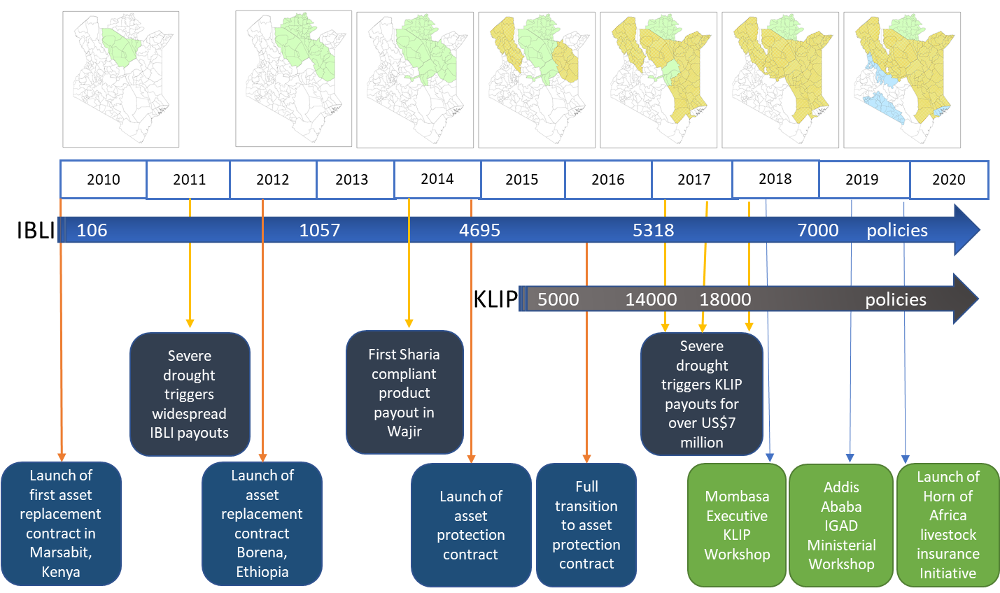 2010 2011 2012 2013 2014 2015 2016 2017 2018 2019 2020
IBLI 106 1057 4695 5318 7000 policies
KLIP 5000 14000 18000 policies
Severe
drought
triggers
widespread
IBLI payouts
First Sharia
compliant
product
payout in
Wajir
Severe
drought
triggers KLIP
payouts for
over US$7
million
Launch of
first asset
replacement
contract in
Marsabit,
Kenya
Launch of
asset
replacement
contract
Borena,
Ethiopia
Launch of
asset
protection
contract
Full
transition
to asset
protection
contract
Mombasa
Executive
KLIP
Workshop
Addis
Ababa
IGAD
Ministerial
Workshop
Launch of
Horn of
Africa
livestock
insurance
Initiative